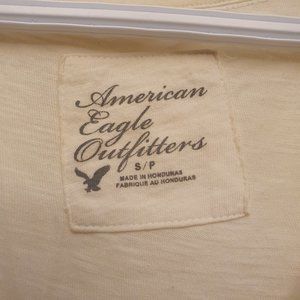 American
Eagle
Outfitters
S/P
MADE IN HONDURAS
FABRIQUE AU HONDURAS